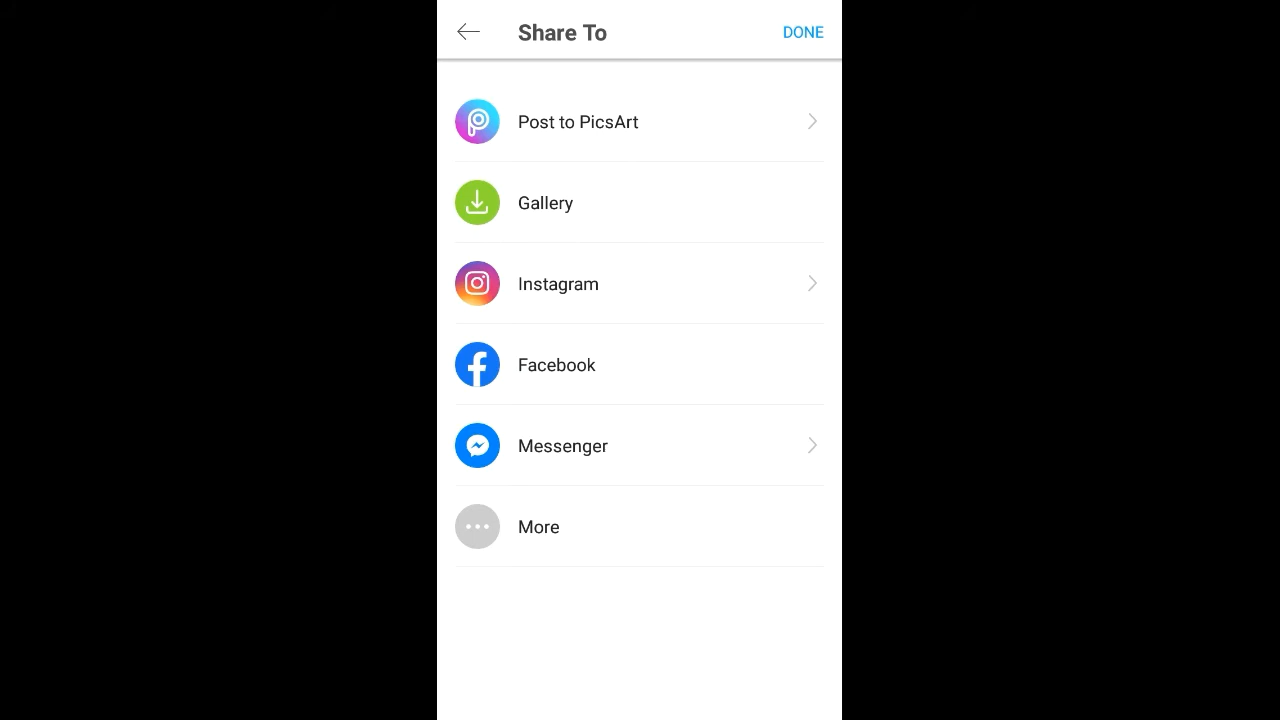 Share To
DONE
Post to PicsArt
Gallery
Instagram
Facebook
Messenger
More